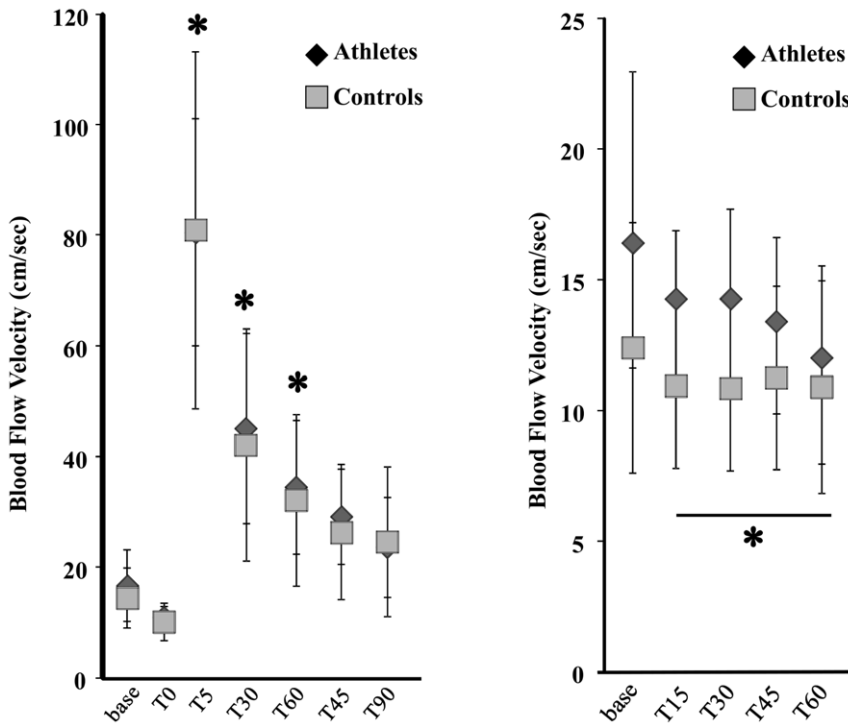 120
100
80
60
40
20
0
Blood Flow Velocity (cm/sec)
*
*
*
Athletes
Controls
base
T0
T5
T30
T60
T45
T90
25
20
15
10
5
0
Blood Flow Velocity (cm/sec)
Athletes
Controls
*
base
T15
T30
T45
T60